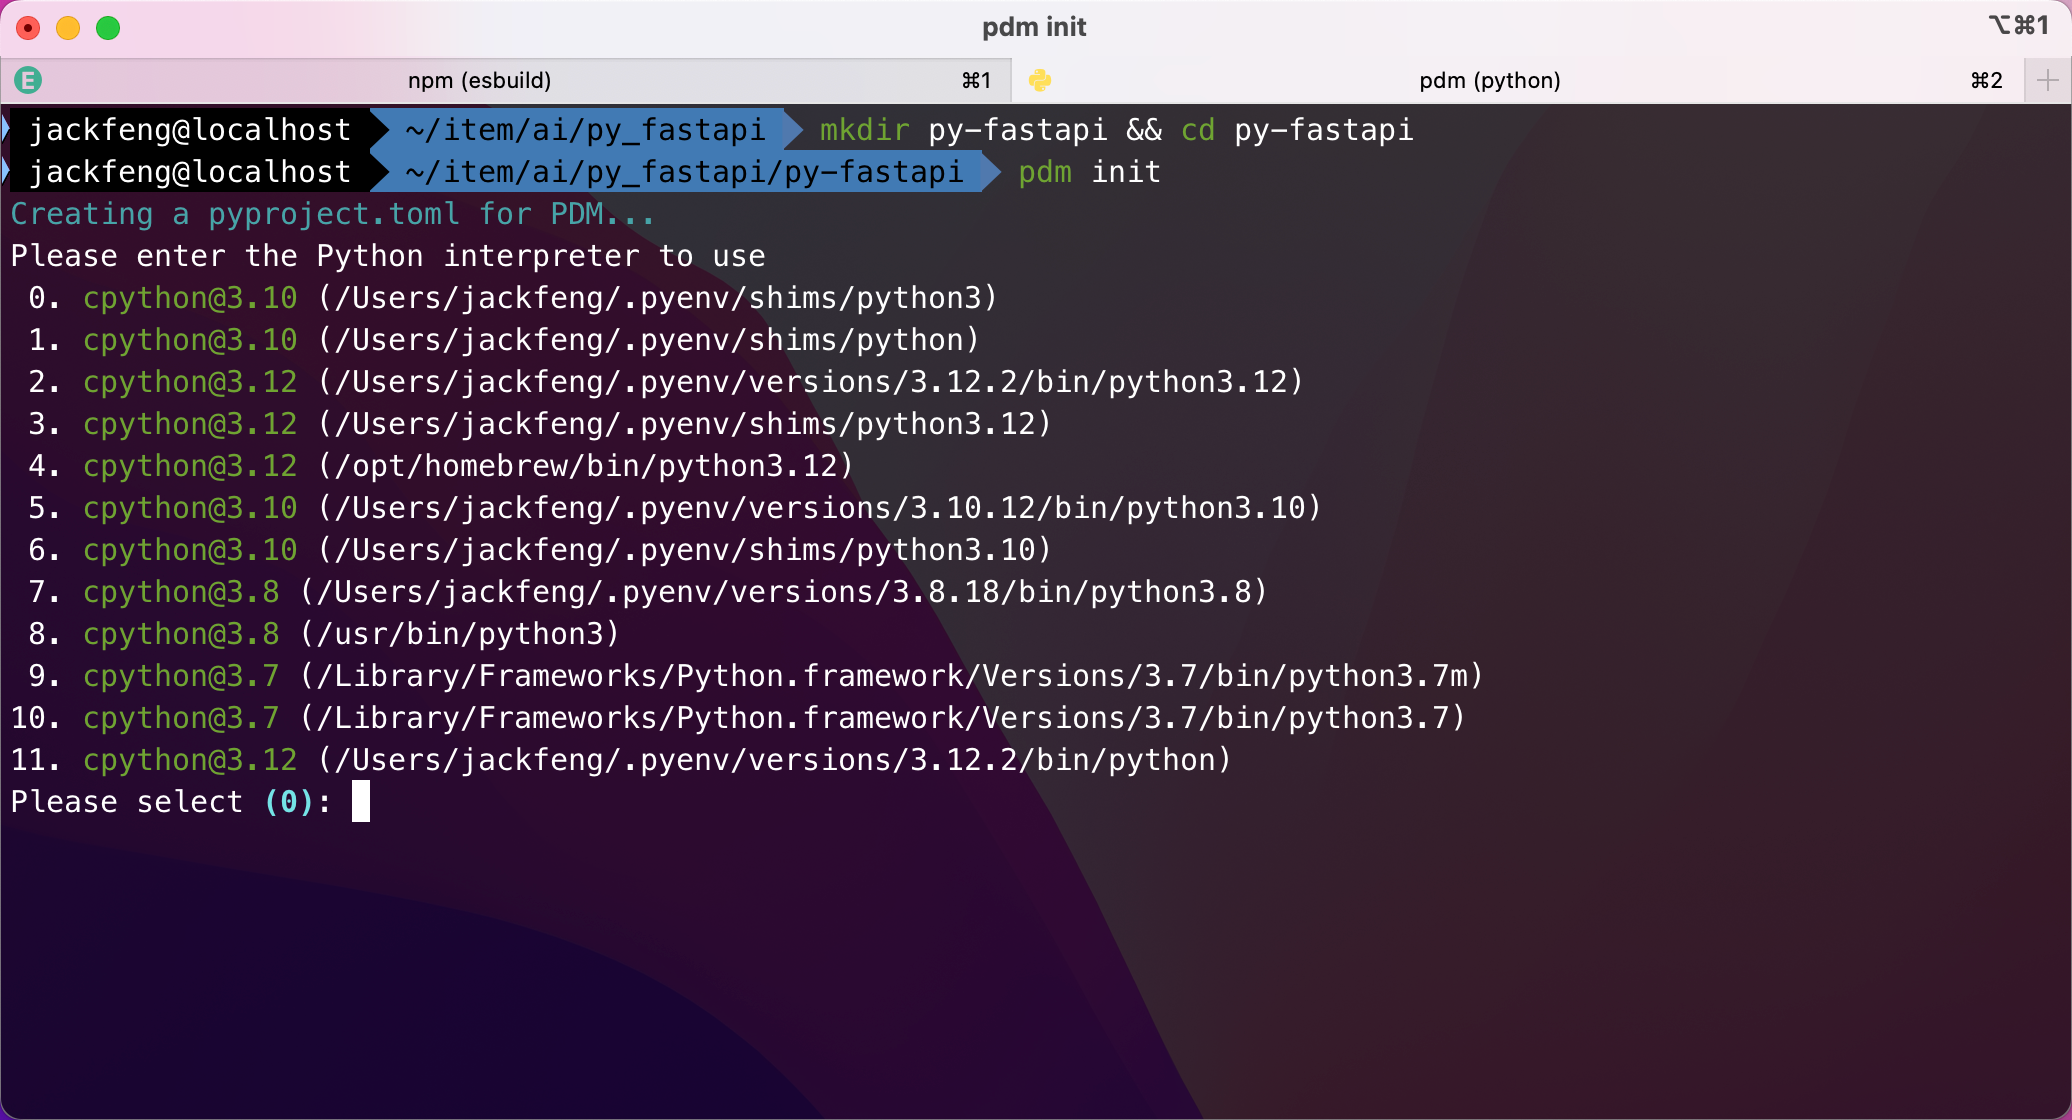 pdm init
⌥⌘1
E
npm (esbuild) ⌘1
pdm (python) ⌘2
jackfeng@localhost ~/item/ai/py_fastapi mkdir py-fastapi && cd py-fastapi
jackfeng@localhost ~/item/ai/py_fastapi/py-fastapi pdm init
Creating a pyproject.toml for PDM...
Please enter the Python interpreter to use
0. cpython@3.10 (/Users/jackfeng/.pyenv/shims/python3)
1. cpython@3.10 (/Users/jackfeng/.pyenv/shims/python)
2. cpython@3.12 (/Users/jackfeng/.pyenv/versions/3.12.2/bin/python3.12)
3. cpython@3.12 (/Users/jackfeng/.pyenv/shims/python3.12)
4. cpython@3.12 (/opt/homebrew/bin/python3.12)
5. cpython@3.10 (/Users/jackfeng/.pyenv/versions/3.10.12/bin/python3.10)
6. cpython@3.10 (/Users/jackfeng/.pyenv/shims/python3.10)
7. cpython@3.8 (/Users/jackfeng/.pyenv/versions/3.8.18/bin/python3.8)
8. cpython@3.8 (/usr/bin/python3)
9. cpython@3.7 (/Library/Frameworks/Python.framework/Versions/3.7/bin/python3.7m)
10. cpython@3.7 (/Library/Frameworks/Python.framework/Versions/3.7/bin/python3.7)
11. cpython@3.12 (/Users/jackfeng/.pyenv/versions/3.12.2/bin/python)
Please select (0):